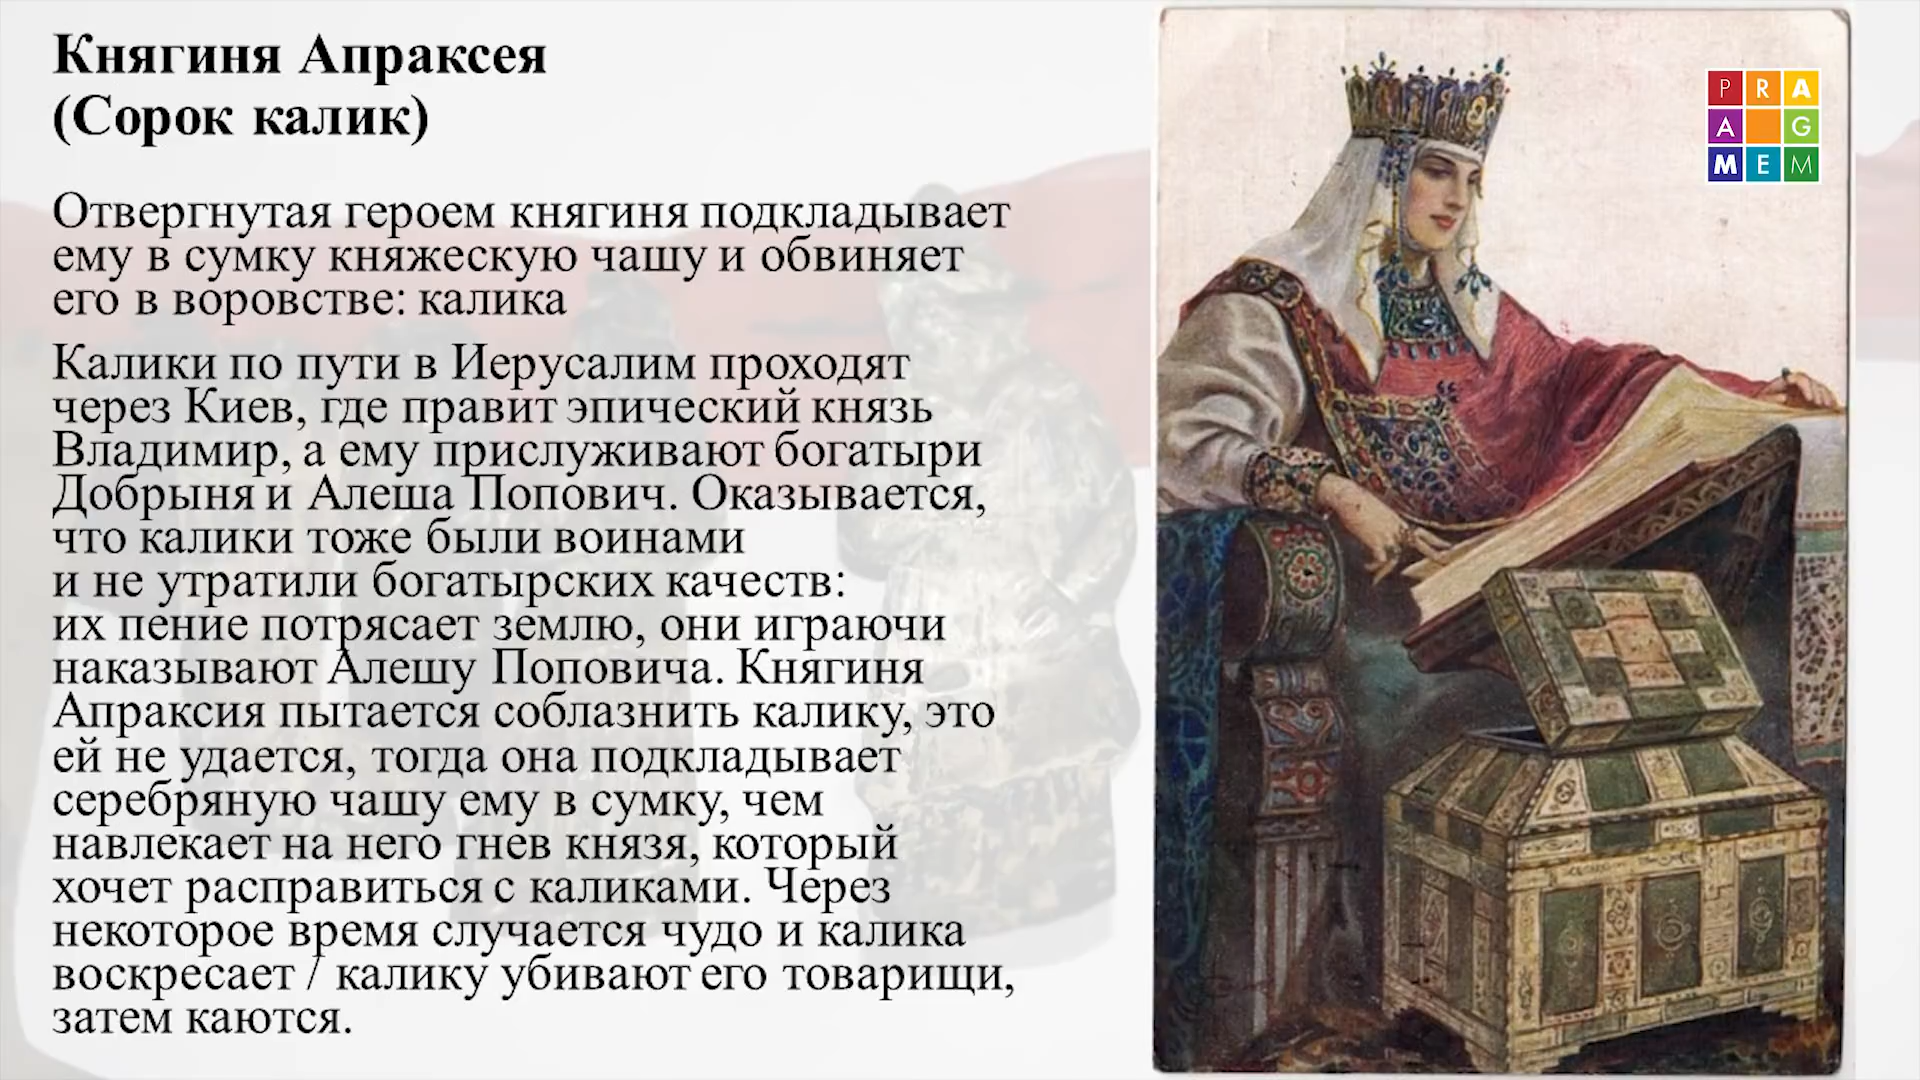 Княгиня Апраксея
(Сорок калик)
Отвергнутая героем княгиня подкладывает
ему в сумку княжескую чашу и обвиняет
его в воровстве: калика
Калики по пути в Иерусалим проходят
через Киев, где правит эпический князь
Владимир, а ему прислуживают богатыри
Добрыня и Алеша Попович. Оказывается,
что калики тоже были воинами
и не утратили богатырских качеств:
их пение потрясает землю, они играючи
наказывают Алешу Поповича. Княгиня
Апраксия пытается соблазнить калику, это
ей не удается, тогда она подкладывает
серебряную чашу ему в сумку, чем
навлекает на него гнев князя, который
хочет расправиться с каликами. Через
некоторое время случается чудо и калика
воскресает / калику убивают его товарищи,
затем каются.
PRA
A G
MEM